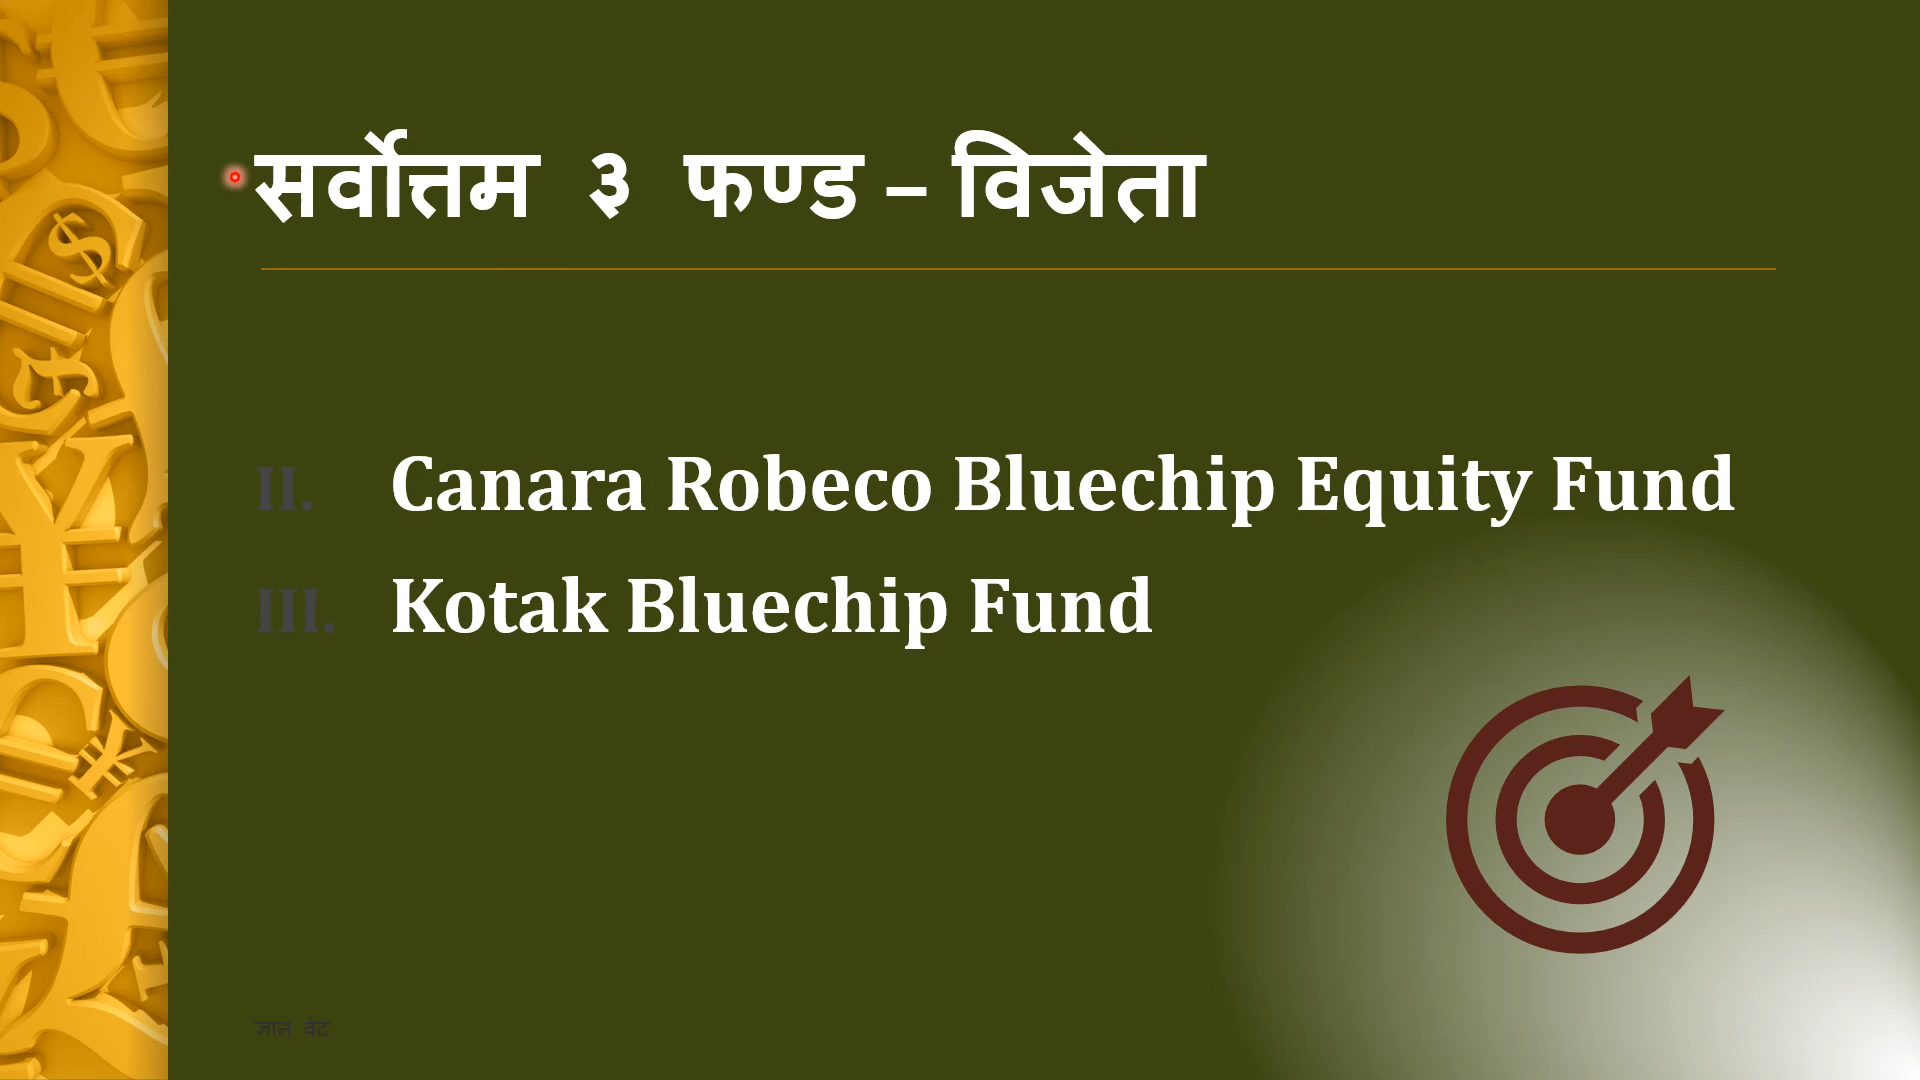 सर्वोत्तम ३ फण्ड – विजेता
II. Canara Robeco Bluechip Equity Fund
III. Kotak Bluechip Fund
ज्ञान वेद